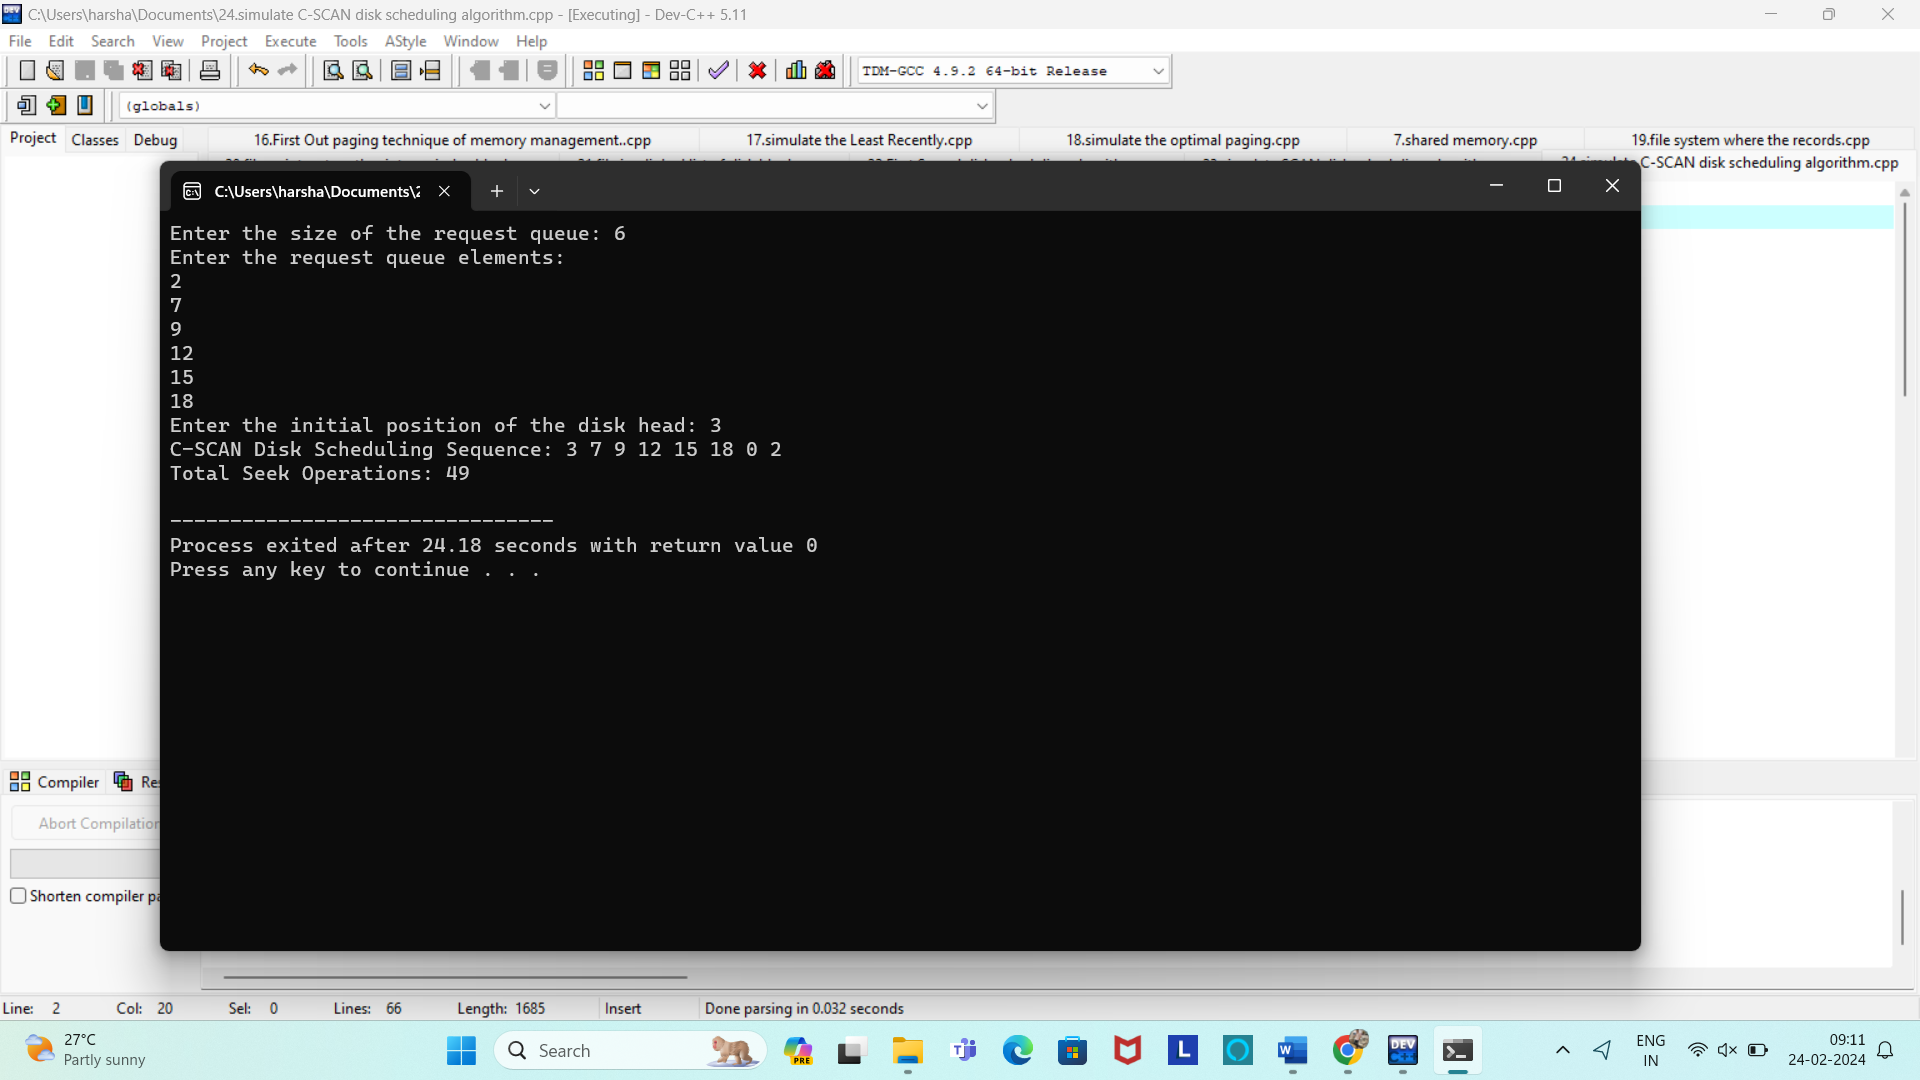 C:\Users\harsha\Documents\24.simulate C-SCAN disk scheduling algorithm.cpp - [Executing] - Dev-C++ 5.11
File Edit Search View Project Execute Tools AStyle Window Help
TDM-GCC 4.9.2 64-bit Release
(globals)
Project Classes Debug 16.First Out paging technique of memory management..cpp 17.simulate the Least Recently.cpp 18.simulate the optimal paging.cpp 7.shared memory.cpp 19.file system where the records.cpp
C-SCAN disk scheduling algorithm.cpp
C:\Users\harsha\Documents\2
Enter the size of the request queue: 6
Enter the request queue elements:
2
7
9
12
15
18
Enter the initial position of the disk head: 3
C-SCAN Disk Scheduling Sequence: 3 7 9 12 15 18 0 2
Total Seek Operations: 49
--------------------------------
Process exited after 24.18 seconds with return value 0
Press any key to continue . . .
Compiler Res
Abort Compilation
Shorten compiler pa
Line: 2 Col: 20 Sel: 0 Lines: 66 Length: 1685 Insert Done parsing in 0.032 seconds
27°C
Partly sunny
Search
PRE
L
W
DEV C++
ENG
IN
09:11
24-02-2024